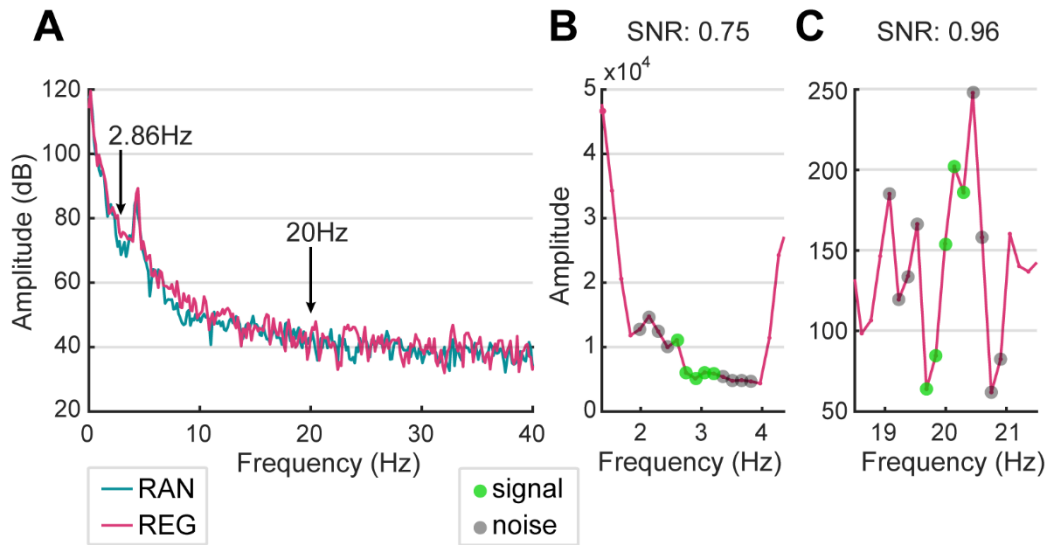 A
120
100
80
60
40
20
Amplitude (dB)
2.86Hz
20Hz
0
10
20
30
40
Frequency (Hz)
RAN
REG
B
SNR: 0.75
x10⁴
5
4
3
2
1
0
Amplitude
2
3
4
Frequency (Hz)
signal
noise
C
SNR: 0.96
250
200
150
100
50
19
20
21
Frequency (Hz)